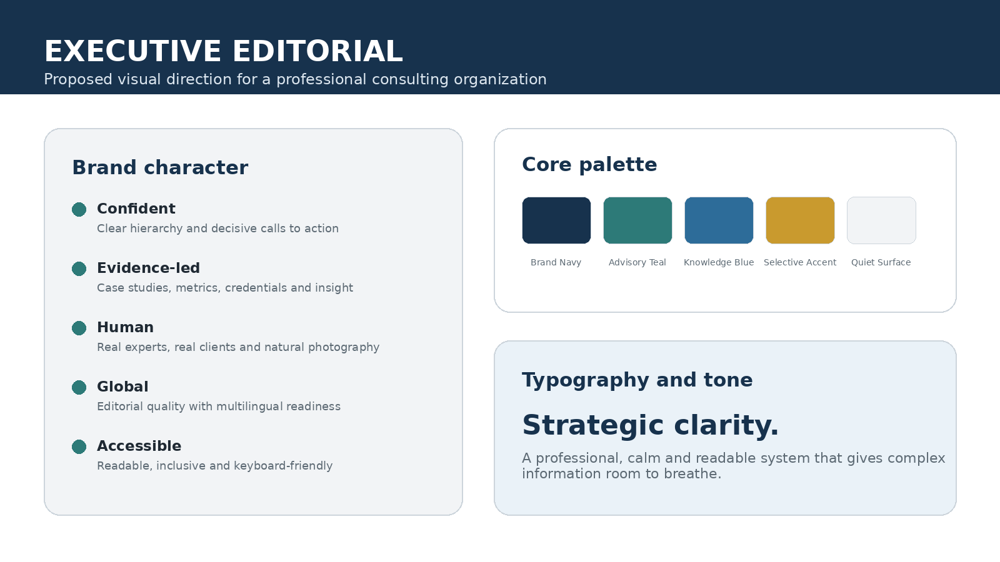 EXECUTIVE EDITORIAL
Proposed visual direction for a professional consulting organization
Brand character
Confident
Clear hierarchy and decisive calls to action
Evidence-led
Case studies, metrics, credentials and insight
Human
Real experts, real clients and natural photography
Global
Editorial quality with multilingual readiness
Accessible
Readable, inclusive and keyboard-friendly
Core palette
Brand Navy
Advisory Teal
Knowledge Blue
Selective Accent
Quiet Surface
Typography and tone
Strategic clarity.
A professional, calm and readable system that gives complex
information room to breathe.